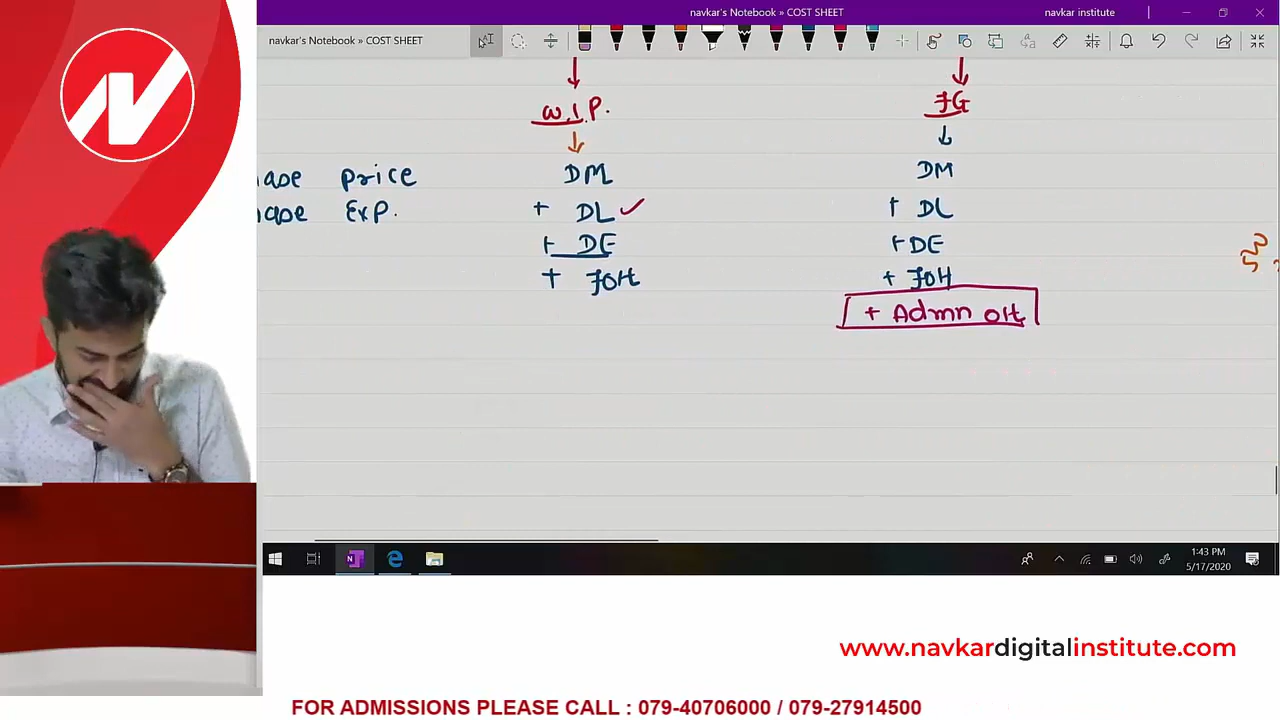 navkar's Notebook » COST SHEET
navkar institute
navkar's Notebook » COST SHEET
W.I.P.
FG
DM
DM
price
+ DL ✓
+ DL
Exp.
+ DE
+ DE
+ FOH
+ FOH
+ Admn OH
1:43 PM
5/17/2020
www.navkardigitalinstitute.com
FOR ADMISSIONS PLEASE CALL : 079-40706000 / 079-27914500